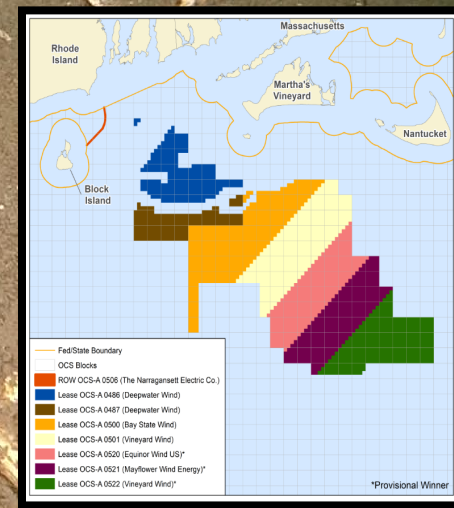 Massachusetts
Rhode
Island
Martha's
Vineyard
Nantucket
Block
Island
Fed/State Boundary
OCS Blocks
ROW OCS-A 0506 (The Narragansett Electric Co.)
Lease OCS-A 0486 (Deepwater Wind)
Lease OCS-A 0487 (Deepwater Wind)
Lease OCS-A 0500 (Bay State Wind)
Lease OCS-A 0501 (Vineyard Wind)
Lease OCS-A 0520 (Equinor Wind US)*
Lease OCS-A 0521 (Mayflower Wind Energy)*
Lease OCS-A 0522 (Vineyard Wind)*
*Provisional Winner